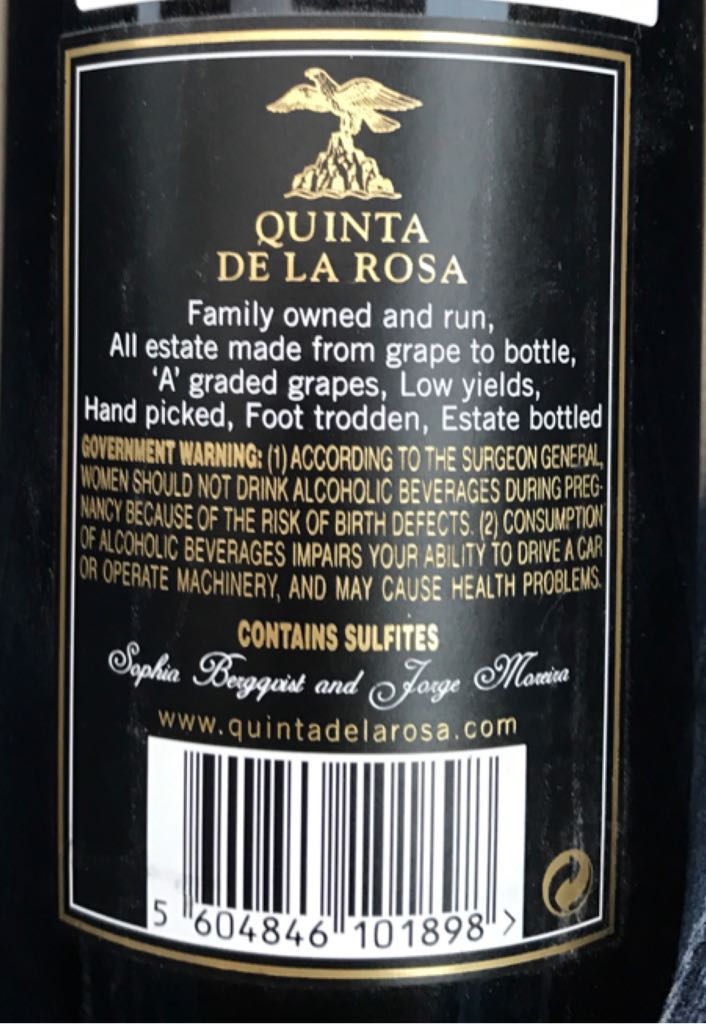 QUINTA
DE LA ROSA
Family owned and run,
All estate made from grape to bottle,
'A' graded grapes, Low yields,
Hand picked, Foot trodden, Estate bottled
GOVERNMENT WARNING: (1) ACCORDING TO THE SURGEON GENERAL,
WOMEN SHOULD NOT DRINK ALCOHOLIC BEVERAGES DURING PREG-
NANCY BECAUSE OF THE RISK OF BIRTH DEFECTS. (2) CONSUMPTION
OF ALCOHOLIC BEVERAGES IMPAIRS YOUR ABILITY TO DRIVE A CAR
OR OPERATE MACHINERY, AND MAY CAUSE HEALTH PROBLEMS.
CONTAINS SULFITES
Sophia Bergqvist and Jorge Moreira
www.quintadelarosa.com
5 604846 101898 >